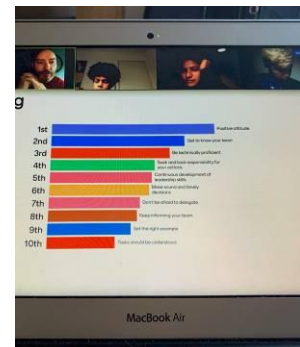 g
1st
Positive attitude.
2nd
Get to know your team
3rd
Be technically proficient
4th
Seek and take responsibility for
your actions
5th
Continuous development of
leadership skills
6th
Make sound and timely
decisions
7th
Don't be afraid to delegate
8th
Keep informing your team
9th
Set the right example
10th
Tasks should be understood
MacBook Air